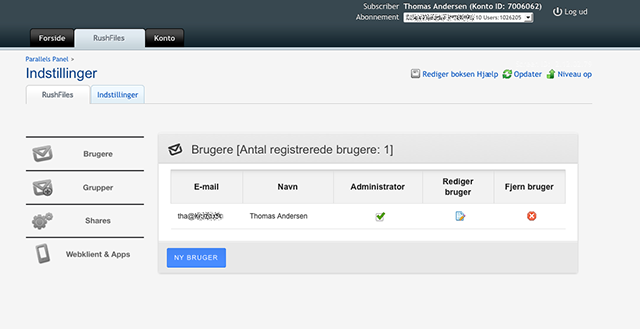 Subscriber Thomas Andersen (Konto ID: 7006062)
Abonnement 10 Users:1026205
Log ud
Forside RushFiles Konto
Parallels Panel >
Indstillinger
Rediger boksen Hjælp Opdater Niveau op
RushFiles Indstillinger
Brugere
Grupper
Shares
Webklient & Apps
Brugere [Antal registrerede brugere: 1]
E-mail Navn Administrator Rediger bruger Fjern bruger
tha@ Thomas Andersen
NY BRUGER